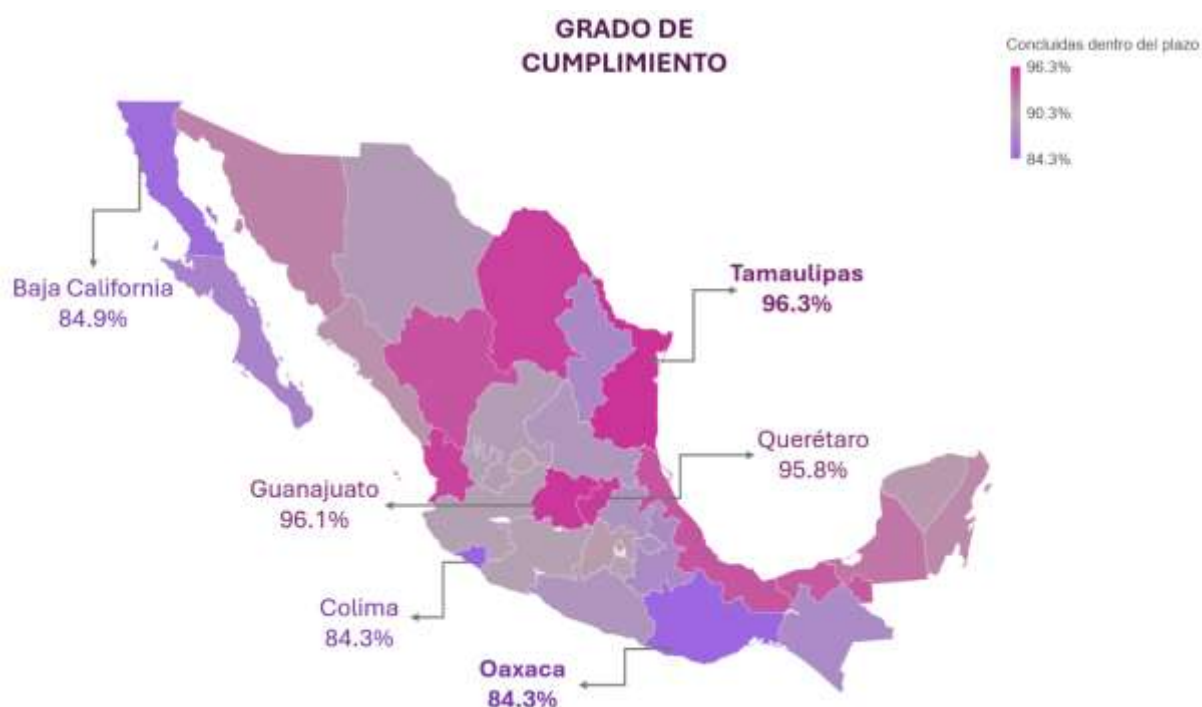 GRADO DE
CUMPLIMIENTO
Concluidas dentro del plazo
96.3%
90.3%
84.3%
Baja California
84.9%
Tamaulipas
96.3%
Querétaro
95.8%
Guanajuato
96.1%
Colima
84.3%
Oaxaca
84.3%